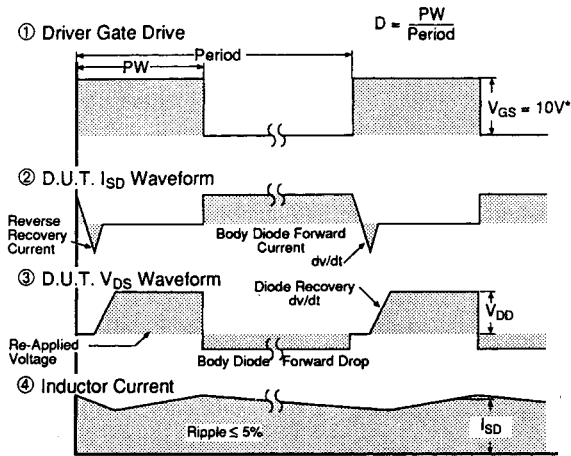 ① Driver Gate Drive
D = PW
Period
Period
PW
V_GS = 10V*
② D.U.T. I_SD Waveform
Reverse
Recovery
Current
Body Diode Forward
Current
dv/dt
③ D.U.T. V_DS Waveform
Diode Recovery
dv/dt
V_DD
Re-Applied
Voltage
Body Diode Forward Drop
④ Inductor Current
Ripple ≤ 5%
I_SD